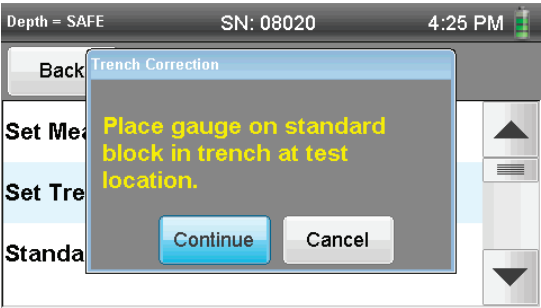 Depth = SAFE SN: 08020 4:25 PM
Back
Trench Correction
Set Mea
Place gauge on standard
block in trench at test
location.
Set Tre
Continue Cancel
Standa